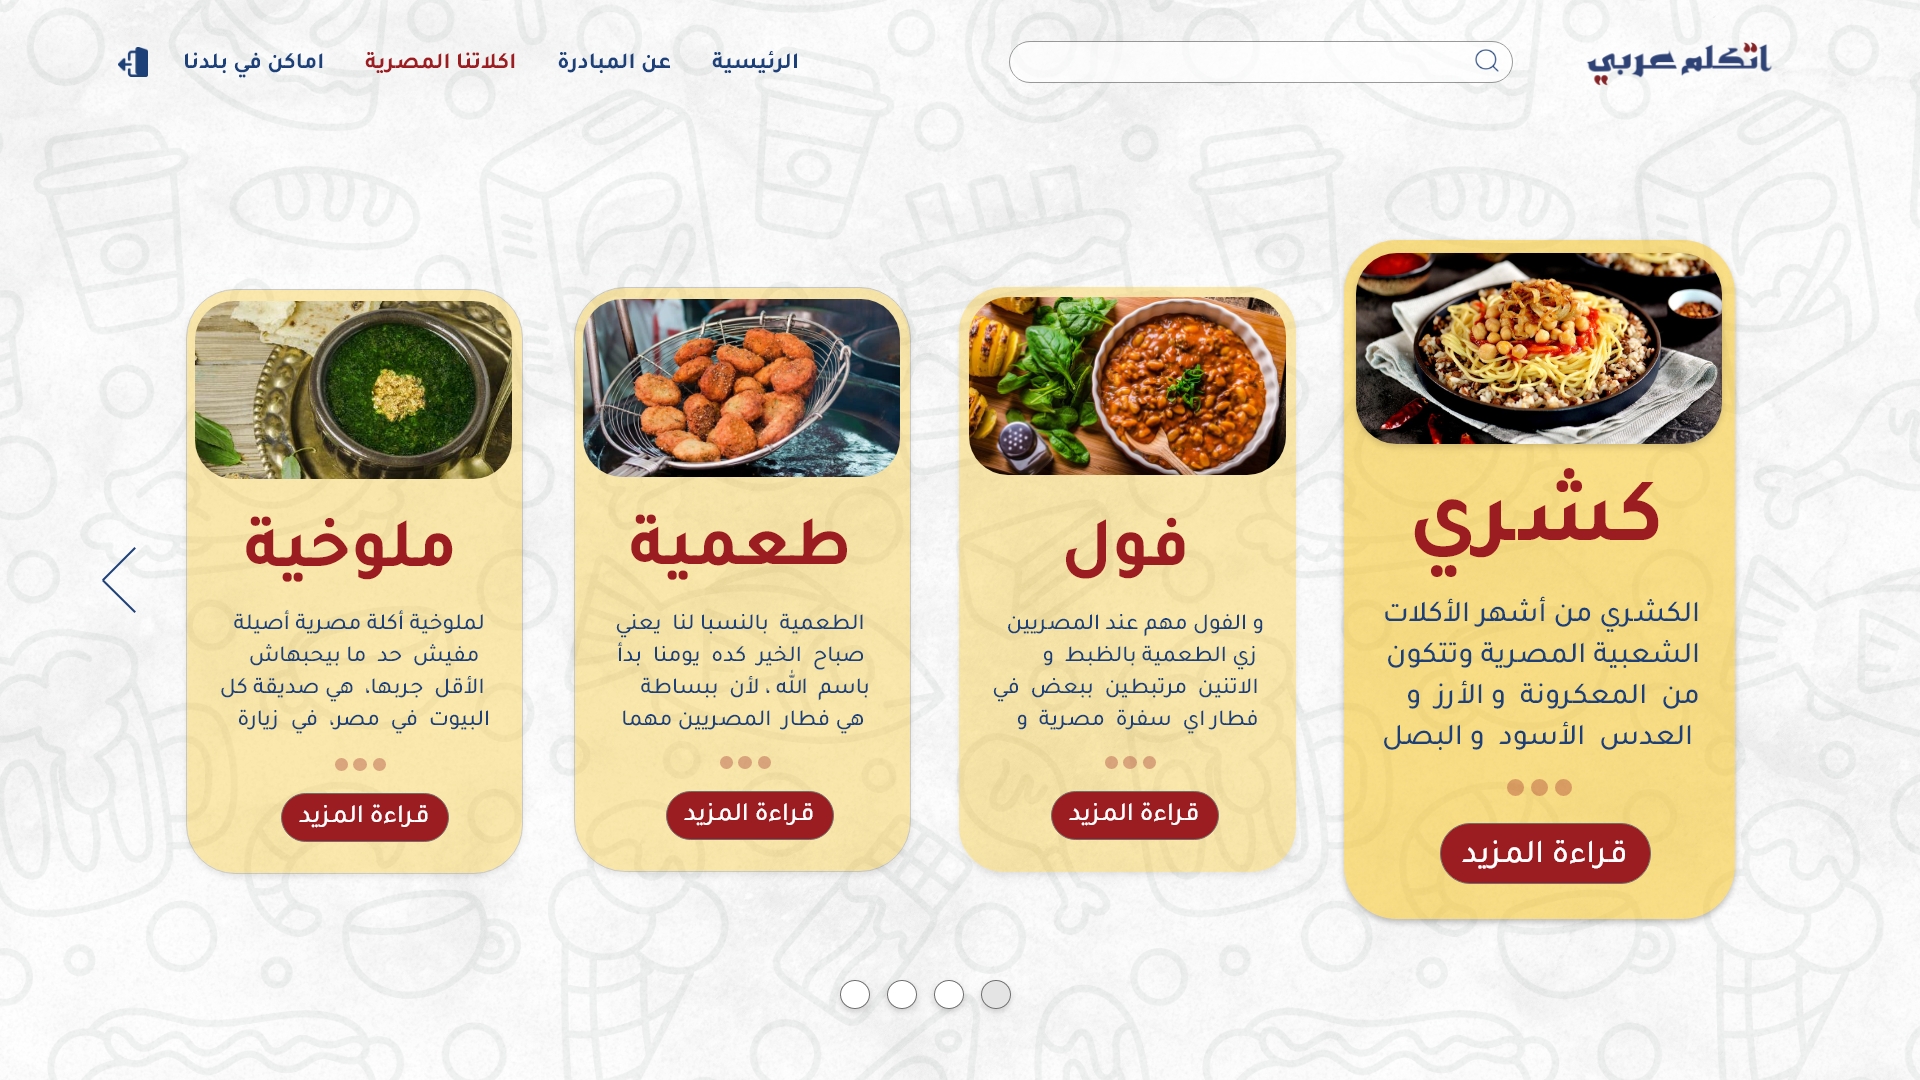 اتكلم عربي
الرئيسية
عن المبادرة
اكلاتنا المصرية
اماكن في بلدنا
كشري
الكشري من أشهر الأكلات
الشعبية المصرية وتتكون
من المعكرونة و الأرز و
العدس الأسود و البصل
قراءة المزيد
فول
و الفول مهم عند المصريين
زي الطعمية بالظبط و
الاتنين مرتبطين ببعض في
فطار اي سفرة مصرية و
قراءة المزيد
طعمية
الطعمية بالنسبا لنا يعني
صباح الخير كده يومنا بدأ
باسم الله ، لأن ببساطة
هي فطار المصريين مهما
قراءة المزيد
ملوخية
لملوخية أكلة مصرية أصيلة
مفيش حد ما بيحبهاش
الأقل جربها، هي صديقة كل
البيوت في مصر، في زيارة
قراءة المزيد